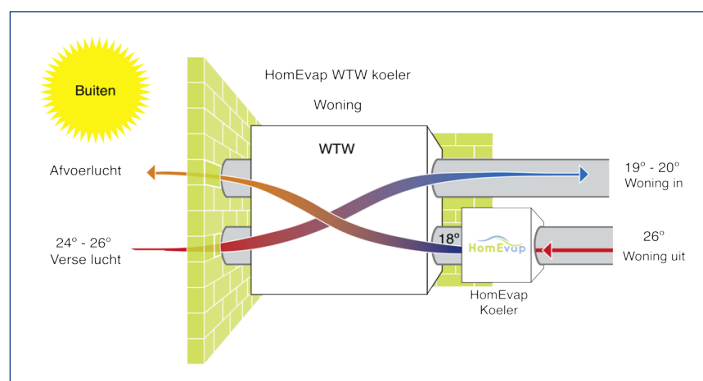 HomEvap WTW koeler
Buiten
Woning
WTW
Afvoerlucht
19° - 20°
Woning in
24° - 26°
Verse lucht
18°
HomEvap
26°
Woning uit
HomEvap
Koeler